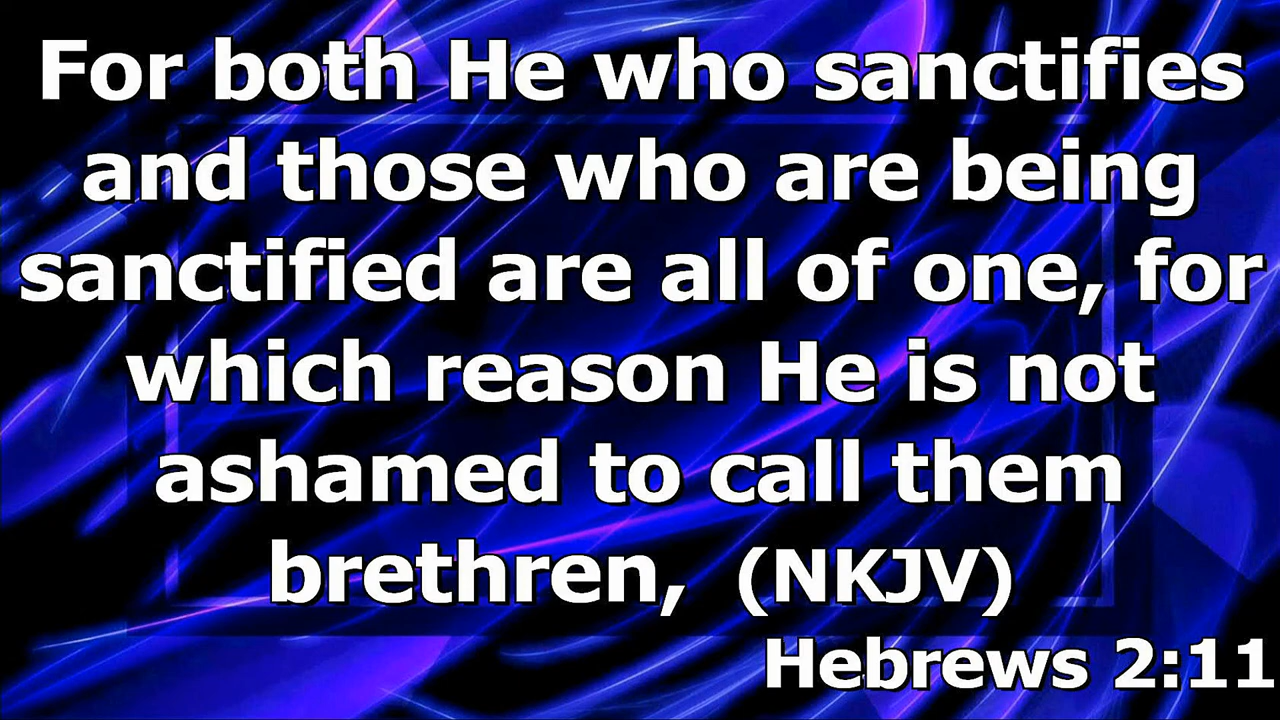 For both He who sanctifies
and those who are being
sanctified are all of one, for
which reason He is not
ashamed to call them
brethren, (NKJV)
Hebrews 2:11